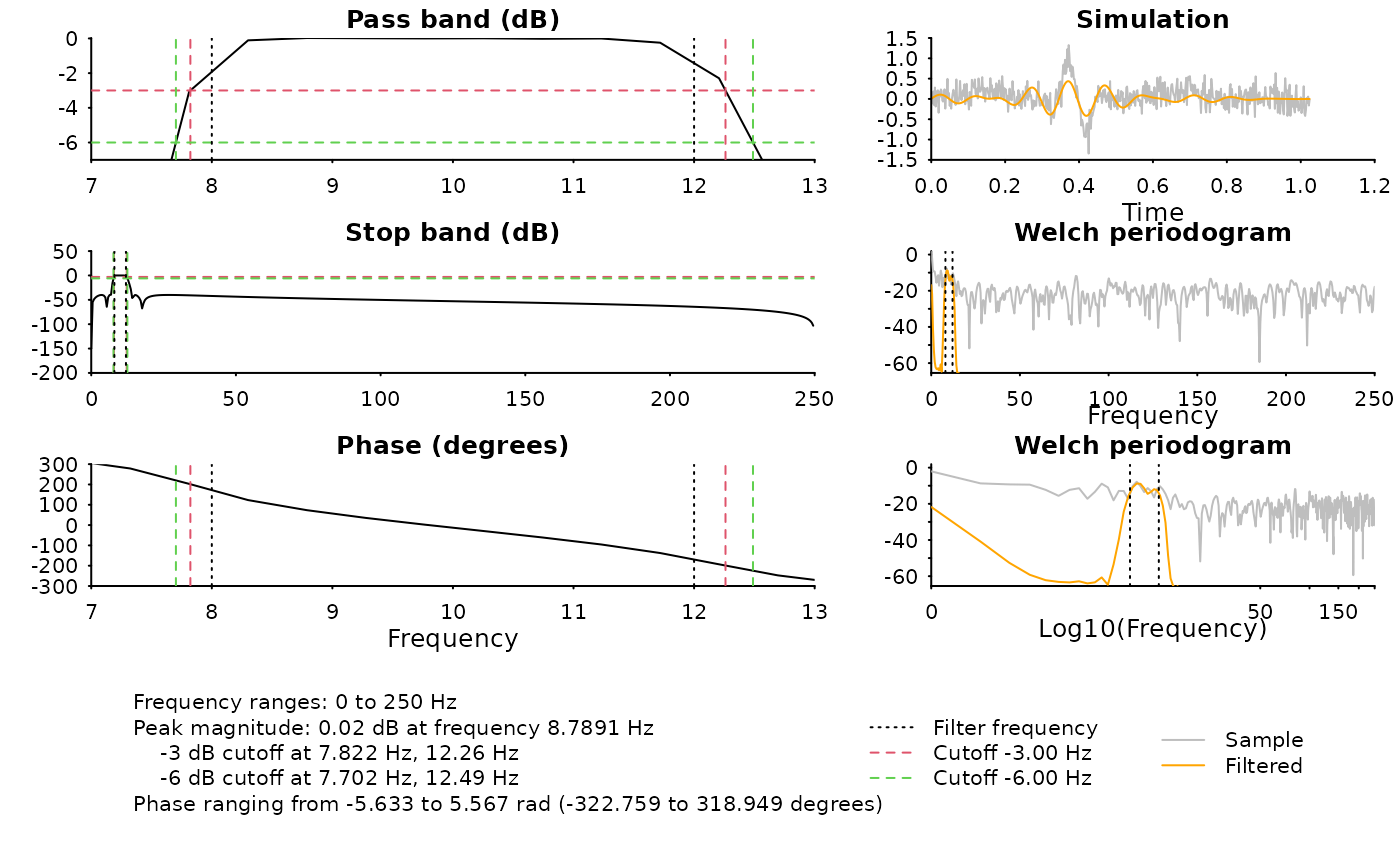 Pass band (dB)
0
-2
-4
-6
7 8 9 10 11 12 13
Simulation
1.5
1.0
0.5
0.0
-0.5
-1.0
-1.5
0.0 0.2 0.4 0.6 0.8 1.0 1.2
Time
Stop band (dB)
50
0
-50
-100
-150
-200
0 50 100 150 200 250
Welch periodogram
0
-20
-40
-60
0 50 100 150 200 250
Frequency
Phase (degrees)
300
200
100
0
-100
-200
-300
7 8 9 10 11 12 13
Frequency
Welch periodogram
0
-20
-40
-60
0 50 150
Log10(Frequency)
Frequency ranges: 0 to 250 Hz
Peak magnitude: 0.02 dB at frequency 8.7891 Hz
-3 dB cutoff at 7.822 Hz, 12.26 Hz
-6 dB cutoff at 7.702 Hz, 12.49 Hz
Phase ranging from -5.633 to 5.567 rad (-322.759 to 318.949 degrees)
Filter frequency
Cutoff -3.00 Hz
Cutoff -6.00 Hz
Sample
Filtered